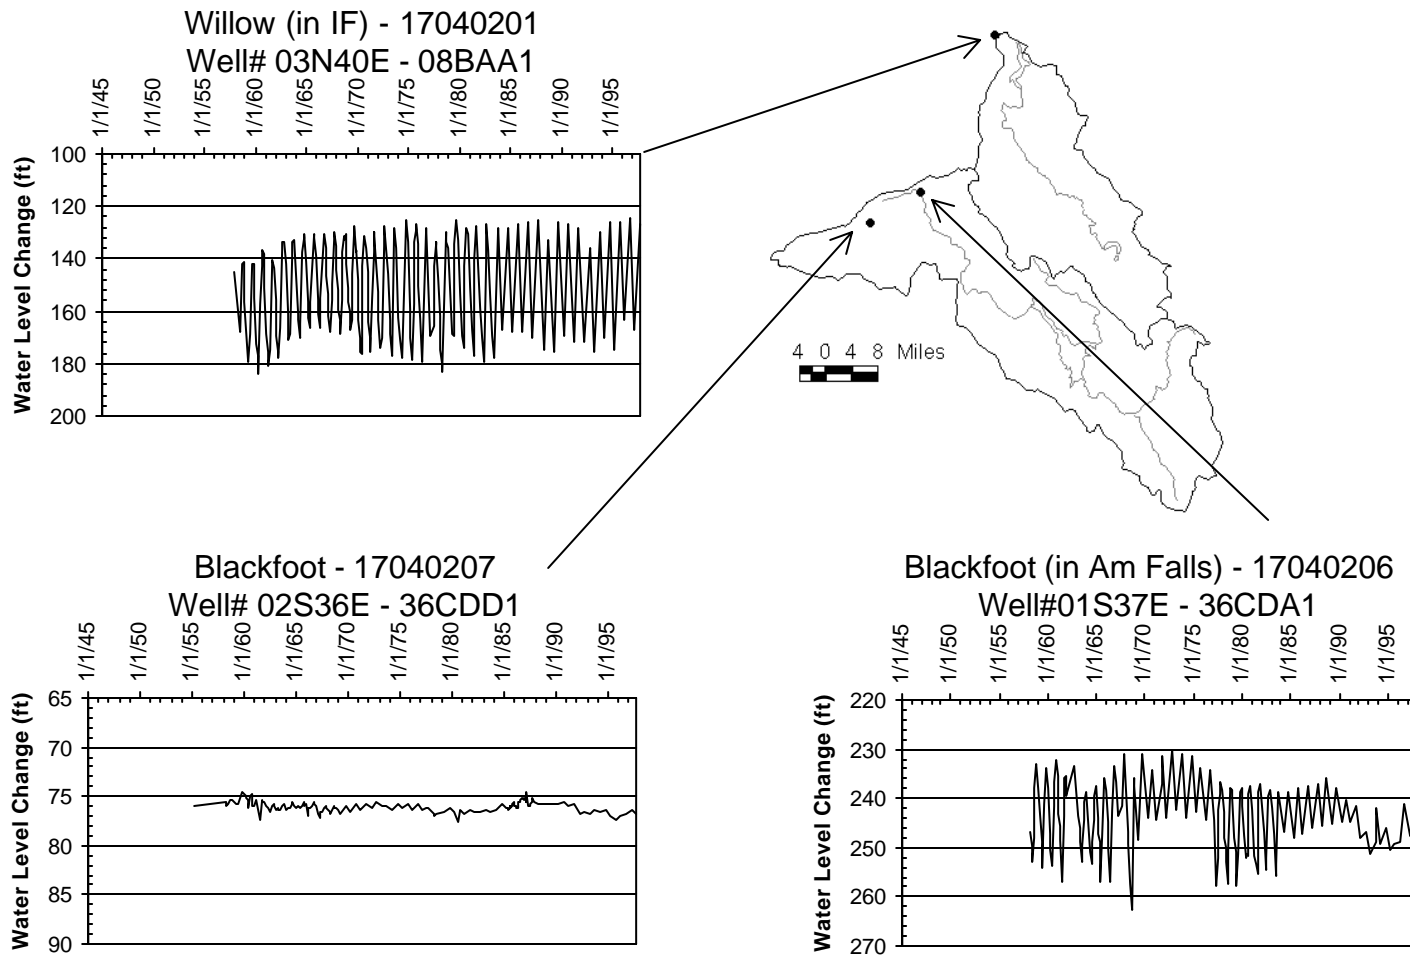 Willow (in IF) - 17040201
Well# 03N40E - 08BAA1
1/1/45 1/1/50 1/1/55 1/1/60 1/1/65 1/1/70 1/1/75 1/1/80 1/1/85 1/1/90 1/1/95
Water Level Change (ft)
100
120
140
160
180
200
4 0 4 8 Miles
Blackfoot - 17040207
Well# 02S36E - 36CDD1
1/1/45 1/1/50 1/1/55 1/1/60 1/1/65 1/1/70 1/1/75 1/1/80 1/1/85 1/1/90 1/1/95
Water Level Change (ft)
65
70
75
80
85
90
Blackfoot (in Am Falls) - 17040206
Well#01S37E - 36CDA1
1/1/45 1/1/50 1/1/55 1/1/60 1/1/65 1/1/70 1/1/75 1/1/80 1/1/85 1/1/90 1/1/95
Water Level Change (ft)
220
230
240
250
260
270